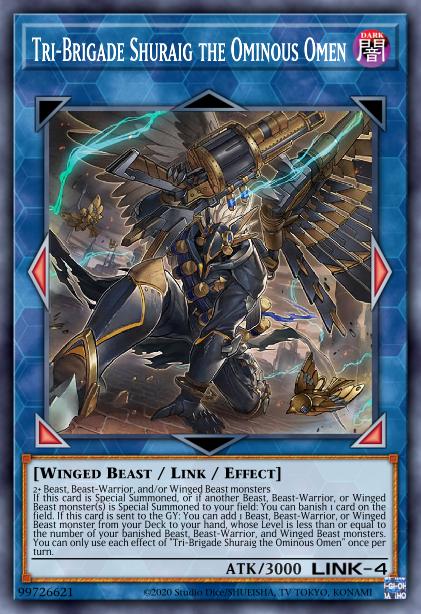 Tri-Brigade Shuraig the Ominous Omen
DARK
闇
[Winged Beast / Link / Effect]
2+ Beast, Beast-Warrior, and/or Winged Beast monsters
If this card is Special Summoned, or if another Beast, Beast-Warrior, or Winged
Beast monster(s) is Special Summoned to your field: You can banish 1 card on the
field. If this card is sent to the GY: You can add 1 Beast, Beast-Warrior, or Winged
Beast monster from your Deck to your hand, whose Level is less than or equal to
the number of your banished Beast, Beast-Warrior, and Winged Beast monsters.
You can only use each effect of "Tri-Brigade Shuraig the Ominous Omen" once per
turn.
ATK/3000 LINK-4
99726621 ©2020 Studio Dice/SHUEISHA, TV TOKYO, KONAMI